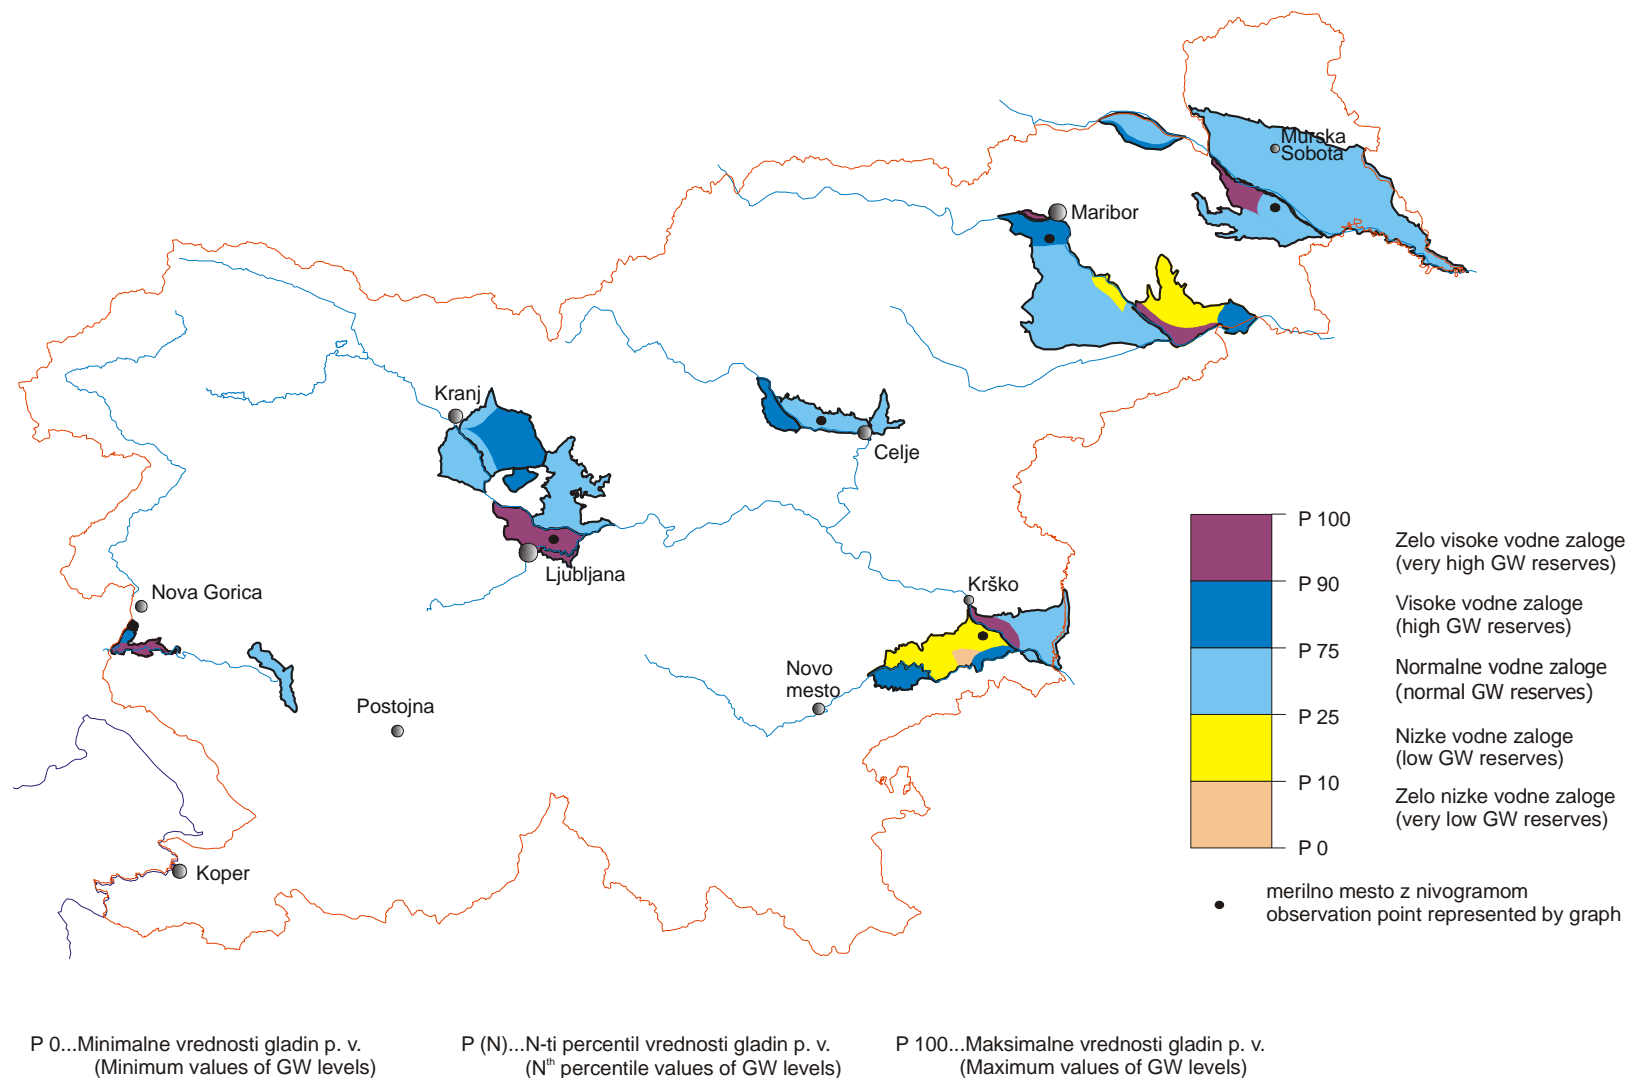 Murska
Sobota
Maribor
Kranj
Celje
Ljubljana
Nova Gorica
Krško
Novo
mesto
Postojna
Koper
P 100
Zelo visoke vodne zaloge
(very high GW reserves)
P 90
Visoke vodne zaloge
(high GW reserves)
P 75
Normalne vodne zaloge
(normal GW reserves)
P 25
Nizke vodne zaloge
(low GW reserves)
P 10
Zelo nizke vodne zaloge
(very low GW reserves)
P 0
merilno mesto z nivogramom
observation point represented by graph
P 0...Minimalne vrednosti gladin p. v.
(Minimum values of GW levels)
P (N)...N-ti percentil vrednosti gladin p. v.
(Nth percentile values of GW levels)
P 100...Maksimalne vrednosti gladin p. v.
(Maximum values of GW levels)